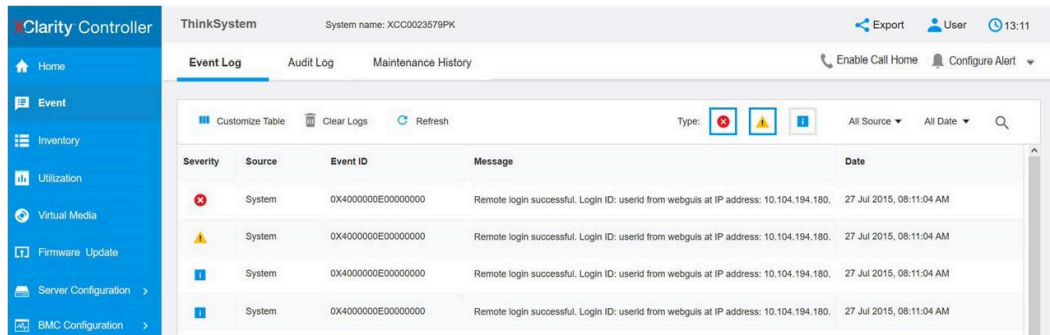 XClarity Controller
ThinkSystem System name: XCC0023579PK Export User 13:11
Home
Event Log Audit Log Maintenance History Enable Call Home Configure Alert
Event
Customize Table Clear Logs Refresh Type: All Source All Date
Inventory
Severity Source Event ID Message Date
Utilization
System 0X4000000E00000000 Remote login successful. Login ID: userid from webguis at IP address: 10.104.194.180. 27 Jul 2015, 08:11:04 AM
Virtual Media
System 0X4000000E00000000 Remote login successful. Login ID: userid from webguis at IP address: 10.104.194.180. 27 Jul 2015, 08:11:04 AM
Firmware Update
System 0X4000000E00000000 Remote login successful. Login ID: userid from webguis at IP address: 10.104.194.180. 27 Jul 2015, 08:11:04 AM
Server Configuration >
System 0X4000000E00000000 Remote login successful. Login ID: userid from webguis at IP address: 10.104.194.180. 27 Jul 2015, 08:11:04 AM
BMC Configuration >